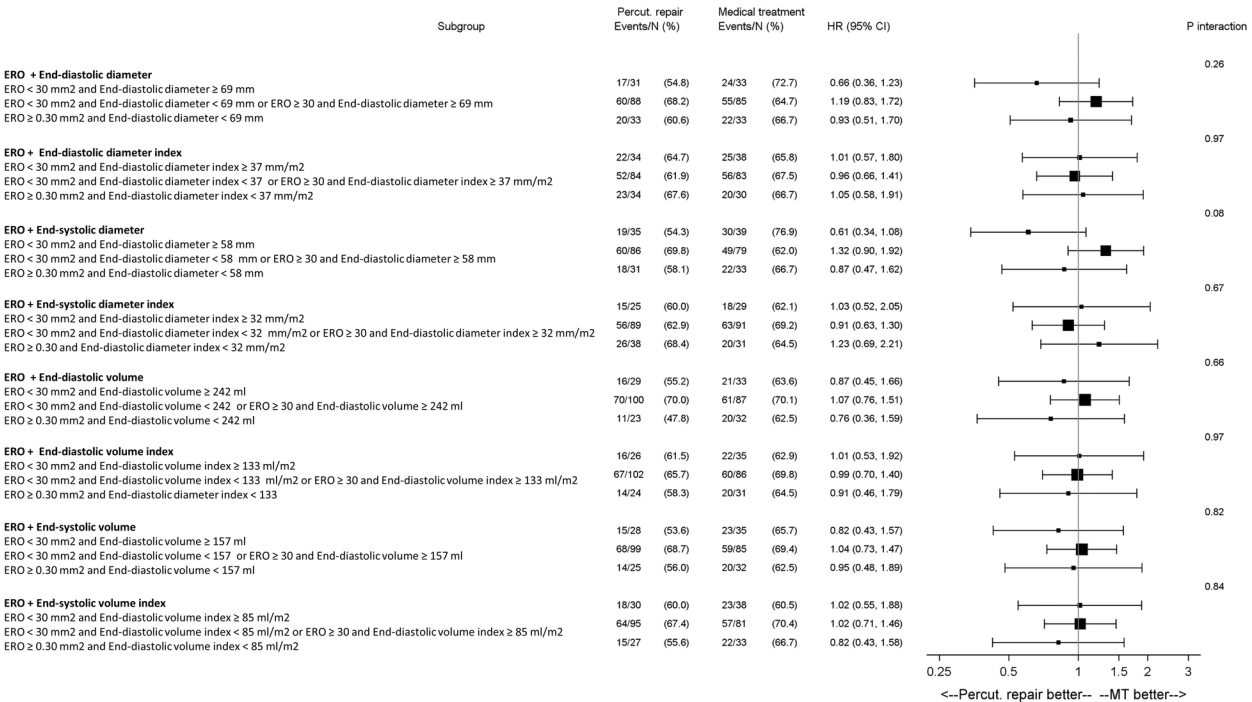 Subgroup Percut. repair Events/N (%) Medical treatment Events/N (%) HR (95% CI) P interaction
ERO + End-diastolic diameter 0.26
ERO < 30 mm2 and End-diastolic diameter ≥ 69 mm 17/31 (54.8) 24/33 (72.7) 0.66 (0.36, 1.23)
ERO < 30 mm2 and End-diastolic diameter < 69 mm or ERO ≥ 30 and End-diastolic diameter ≥ 69 mm 60/88 (68.2) 55/85 (64.7) 1.19 (0.83, 1.72)
ERO ≥ 0.30 mm2 and End-diastolic diameter < 69 mm 20/33 (60.6) 22/33 (66.7) 0.93 (0.51, 1.70)
ERO + End-diastolic diameter index 0.97
ERO < 30 mm2 and End-diastolic diameter index ≥ 37 mm/m2 22/34 (64.7) 25/38 (65.8) 1.01 (0.57, 1.80)
ERO < 30 mm2 and End-diastolic diameter index < 37 or ERO ≥ 30 and End-diastolic diameter index ≥ 37 mm/m2 52/84 (61.9) 56/83 (67.5) 0.96 (0.66, 1.41)
ERO ≥ 0.30 mm2 and End-diastolic diameter index < 37 mm/m2 23/34 (67.6) 20/30 (66.7) 1.05 (0.58, 1.91)
ERO + End-systolic diameter 0.08
ERO < 30 mm2 and End-diastolic diameter ≥ 58 mm 19/35 (54.3) 30/39 (76.9) 0.61 (0.34, 1.08)
ERO < 30 mm2 and End-diastolic diameter < 58 mm or ERO ≥ 30 and End-diastolic diameter ≥ 58 mm 60/86 (69.8) 49/79 (62.0) 1.32 (0.90, 1.92)
ERO ≥ 0.30 mm2 and End-diastolic diameter < 58 mm 18/31 (58.1) 22/33 (66.7) 0.87 (0.47, 1.62)
ERO + End-systolic diameter index 0.67
ERO < 30 mm2 and End-diastolic diameter index ≥ 32 mm/m2 15/25 (60.0) 18/29 (62.1) 1.03 (0.52, 2.05)
ERO < 30 mm2 and End-diastolic diameter index < 32 mm/m2 or ERO ≥ 30 and End-diastolic diameter index ≥ 32 mm/m2 56/89 (62.9) 63/91 (69.2) 0.91 (0.63, 1.30)
ERO ≥ 0.30 and End-diastolic diameter index < 32 mm/m2 26/38 (68.4) 20/31 (64.5) 1.23 (0.69, 2.21)
ERO + End-diastolic volume 0.66
ERO < 30 mm2 and End-diastolic volume ≥ 242 ml 16/29 (55.2) 21/33 (63.6) 0.87 (0.45, 1.66)
ERO < 30 mm2 and End-diastolic volume < 242 or ERO ≥ 30 and End-diastolic volume ≥ 242 ml 70/100 (70.0) 61/87 (70.1) 1.07 (0.76, 1.51)
ERO ≥ 0.30 mm2 and End-diastolic volume < 242 ml 11/23 (47.8) 20/32 (62.5) 0.76 (0.36, 1.59)
ERO + End-diastolic volume index 0.97
ERO < 30 mm2 and End-diastolic volume index ≥ 133 ml/m2 16/26 (61.5) 22/35 (62.9) 1.01 (0.53, 1.92)
ERO < 30 mm2 and End-diastolic volume index < 133 ml/m2 or ERO ≥ 30 and End-diastolic volume index ≥ 133 ml/m2 67/102 (65.7) 60/86 (69.8) 0.99 (0.70, 1.40)
ERO ≥ 0.30 mm2 and End-diastolic diameter index < 133 14/24 (58.3) 20/31 (64.5) 0.91 (0.46, 1.79)
ERO + End-systolic volume 0.82
ERO < 30 mm2 and End-diastolic volume ≥ 157 ml 15/28 (53.6) 23/35 (65.7) 0.82 (0.43, 1.57)
ERO < 30 mm2 and End-diastolic volume < 157 or ERO ≥ 30 and End-diastolic volume ≥ 157 ml 68/99 (68.7) 59/85 (69.4) 1.04 (0.73, 1.47)
ERO ≥ 0.30 mm2 and End-diastolic volume < 157 ml 14/25 (56.0) 20/32 (62.5) 0.95 (0.48, 1.89)
ERO + End-systolic volume index 0.84
ERO < 30 mm2 and End-diastolic volume index ≥ 85 ml/m2 18/30 (60.0) 23/38 (60.5) 1.02 (0.55, 1.88)
ERO < 30 mm2 and End-diastolic volume index < 85 ml/m2 or ERO ≥ 30 and End-diastolic volume index ≥ 85 ml/m2 64/95 (67.4) 57/81 (70.4) 1.02 (0.71, 1.46)
ERO ≥ 0.30 mm2 and End-diastolic volume index < 85 ml/m2 15/27 (55.6) 22/33 (66.7) 0.82 (0.43, 1.58)
0.25 0.5 1 1.5 2 3
<--Percut. repair better-- --MT better-->